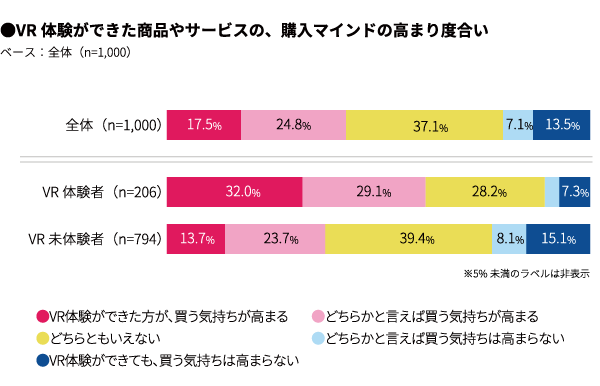 ●VR 体験ができた商品やサービスの、購入マインドの高まり度合い
ベース：全体（n=1,000）
全体（n=1,000） 17.5% 24.8% 37.1% 7.1% 13.5%
VR 体験者（n=206） 32.0% 29.1% 28.2% 7.3%
VR 未体験者（n=794） 13.7% 23.7% 39.4% 8.1% 15.1%
※5% 未満のラベルは非表示
●VR体験ができた方が、買う気持ちが高まる ●どちらかと言えば買う気持ちが高まる
●どちらともいえない ●どちらかと言えば買う気持ちは高まらない
●VR体験ができても、買う気持ちは高まらない